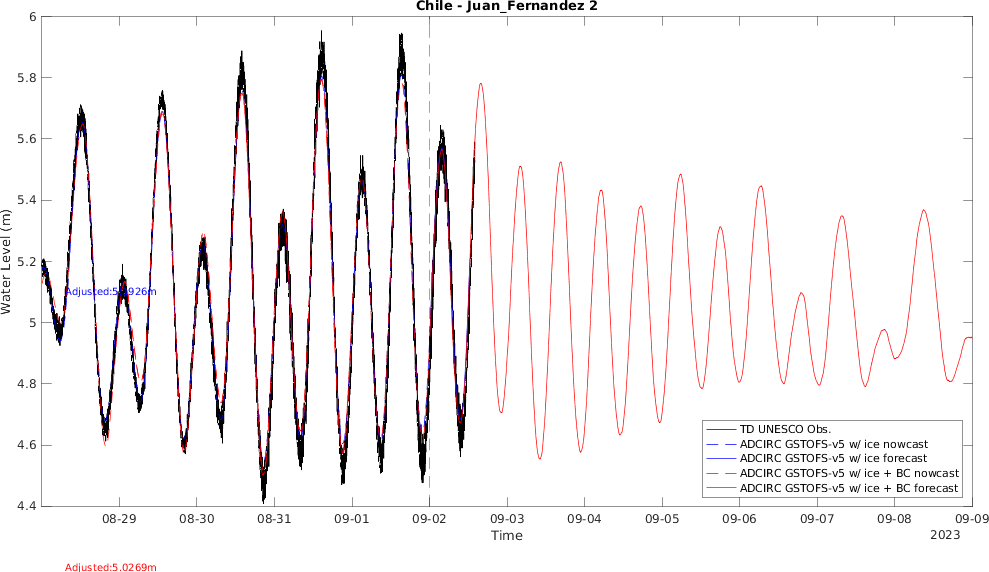 Chile - Juan_Fernandez 2
6
5.8
5.6
5.4
5.2
5
4.8
4.6
4.4
Water Level (m)
08-29 08-30 08-31 09-01 09-02 09-03 09-04 09-05 09-06 09-07 09-08 09-09
Time
2023
TD UNESCO Obs.
ADCIRC GSTOFS-v5 w/ ice nowcast
ADCIRC GSTOFS-v5 w/ ice forecast
ADCIRC GSTOFS-v5 w/ ice + BC nowcast
ADCIRC GSTOFS-v5 w/ ice + BC forecast
Adjusted:5.0269m